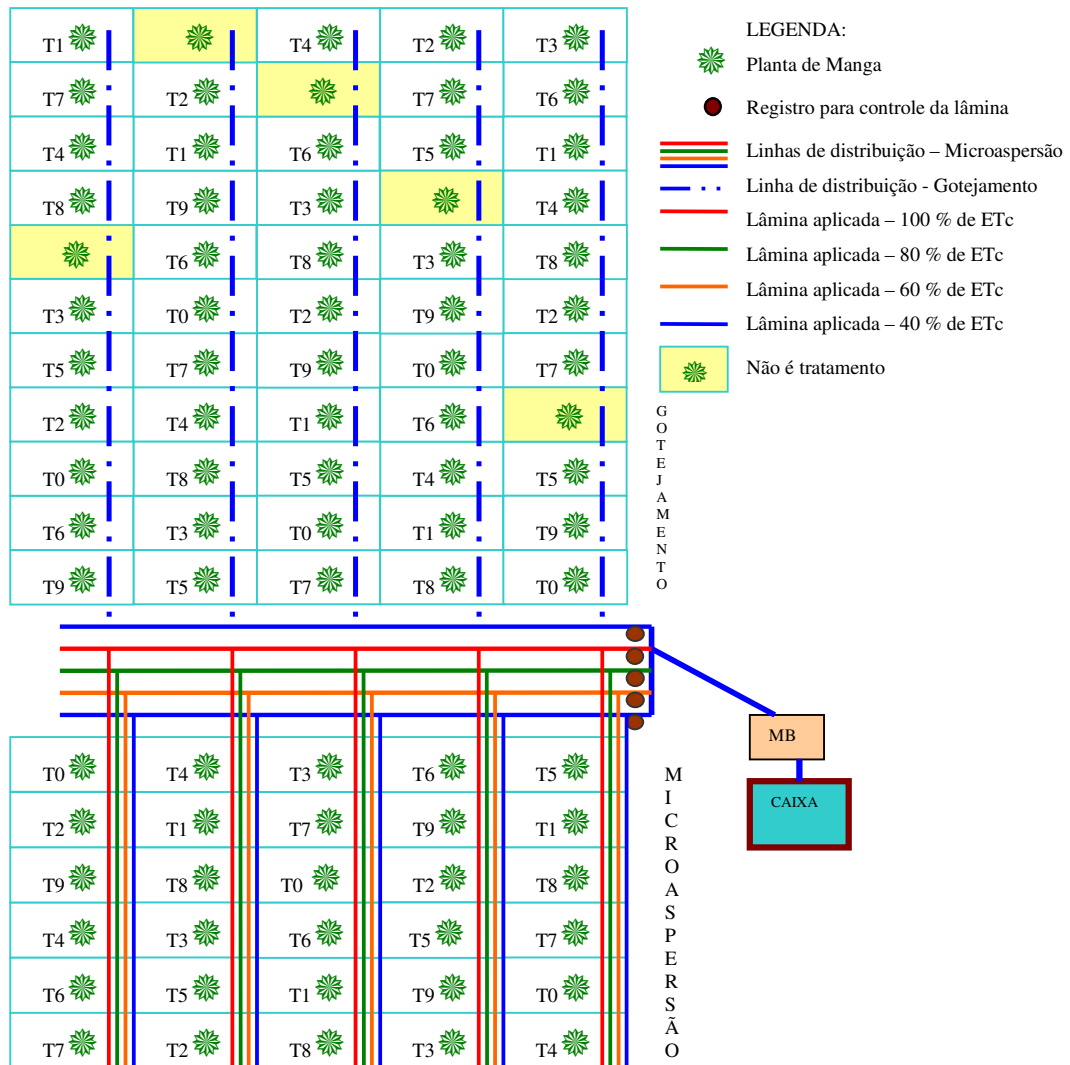 T1 T4 T2 T3
T7 T2 T7 T6
T4 T1 T6 T5 T1
T8 T9 T3 T4
T6 T8 T3 T8
T3 T0 T2 T9 T2
T5 T7 T9 T0 T7
T2 T4 T1 T6
T0 T8 T5 T4 T5
T6 T3 T0 T1 T9
T9 T5 T7 T8 T0
LEGENDA:
Planta de Manga
Registro para controle da lâmina
Linhas de distribuição – Microaspersão
Linha de distribuição - Gotejamento
Lâmina aplicada – 100 % de ETc
Lâmina aplicada – 80 % de ETc
Lâmina aplicada – 60 % de ETc
Lâmina aplicada – 40 % de ETc
Não é tratamento
GOTEJAMENTO
MB
CAIXA
T0 T4 T3 T6 T5
T2 T1 T7 T9 T1
T9 T8 T0 T2 T8
T4 T3 T6 T5 T7
T6 T5 T1 T9 T0
T7 T2 T8 T3 T4
MICROASPERSÃO